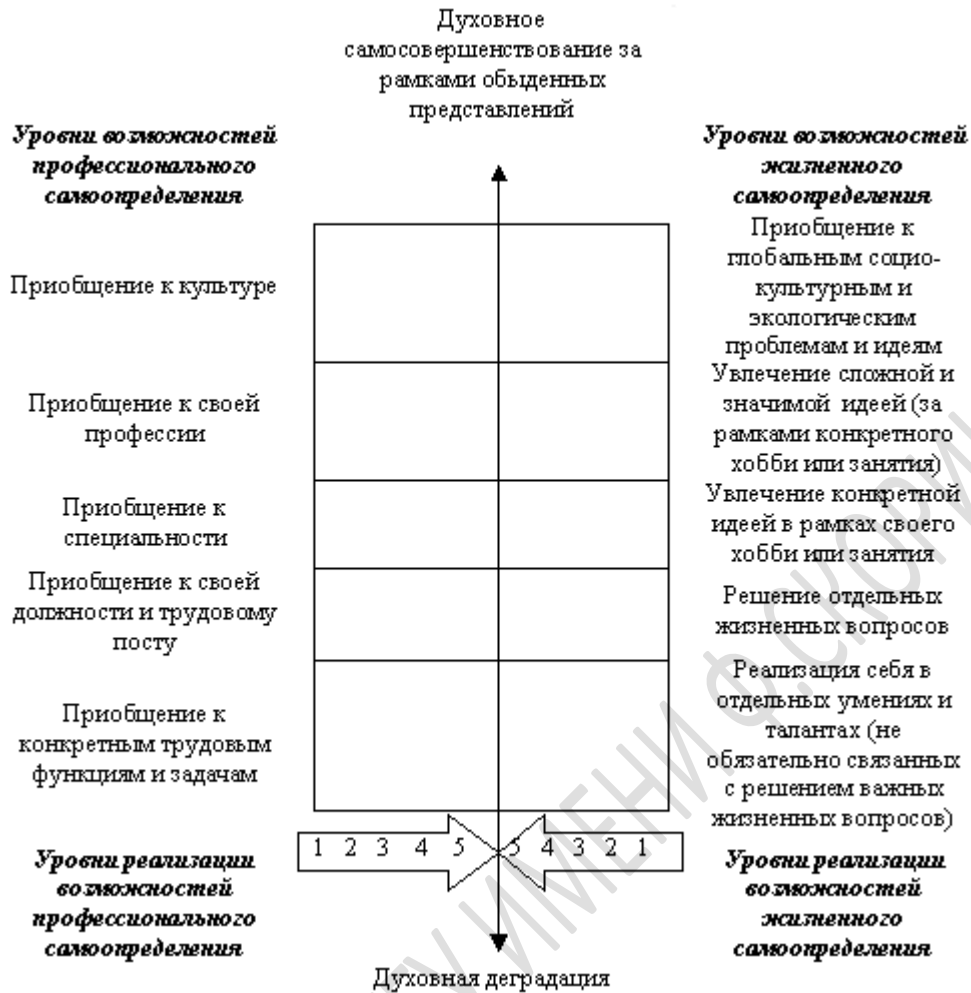 Духовное
самосовершенствование за
рамками обыденных
представлений
Уровни возможностей
профессионального
самоопределения
Уровни возможностей
жизненного
самоопределения
Приобщение к культуре
Приобщение к
глобальным социо-
культурным и
экологическим
проблемам и идеям
Приобщение к своей
профессии
Увлечение сложной и
значимой идеей (за
рамками конкретного
хобби или занятия)
Приобщение к
специальности
Увлечение конкретной
идеей в рамках своего
хобби или занятия
Приобщение к своей
должности и трудовому
посту
Решение отдельных
жизненных вопросов
Приобщение к
конкретным трудовым
функциям и задачам
Реализация себя в
отдельных умениях и
талантах (не
обязательно связанных
с решением важных
жизненных вопросов)
1 2 3 4 5 5 4 3 2 1
Уровни реализации
возможностей
профессионального
самоопределения
Уровни реализации
возможностей
жизненного
самоопределения
Духовная деградация
ИМЕНИ Ф.СКОРИ